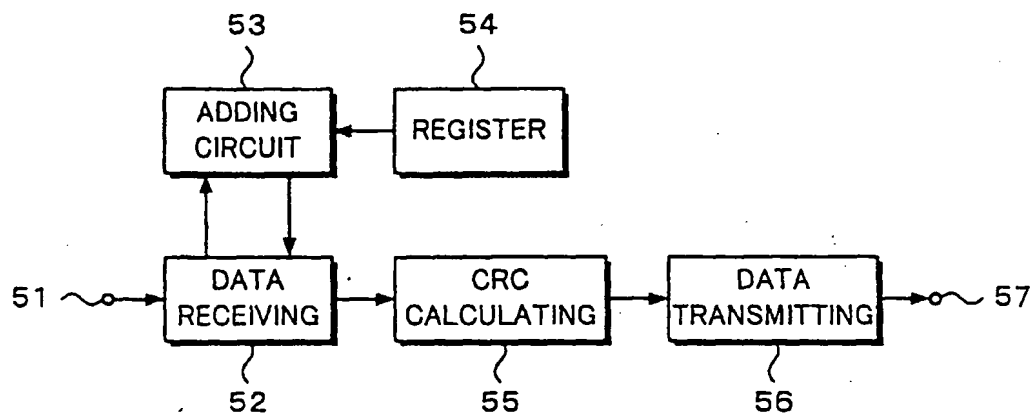 53
54
ADDING
CIRCUIT
REGISTER
51
DATA
RECEIVING
CRC
CALCULATING
DATA
TRANSMITTING
57
52
55
56